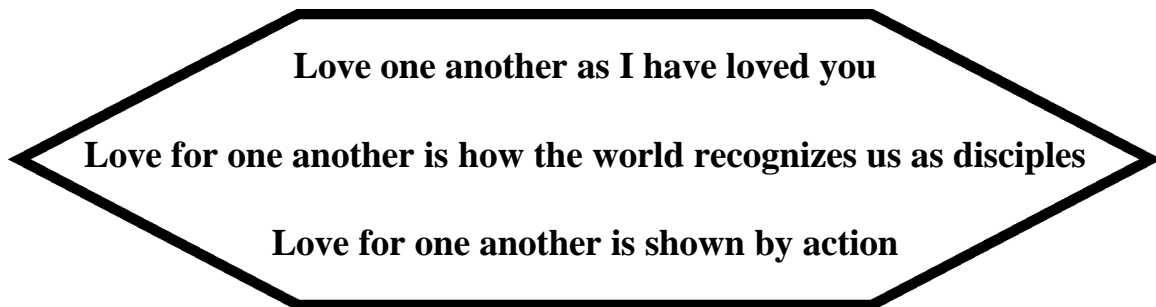 Love one another as I have loved you
Love for one another is how the world recognizes us as disciples
Love for one another is shown by action